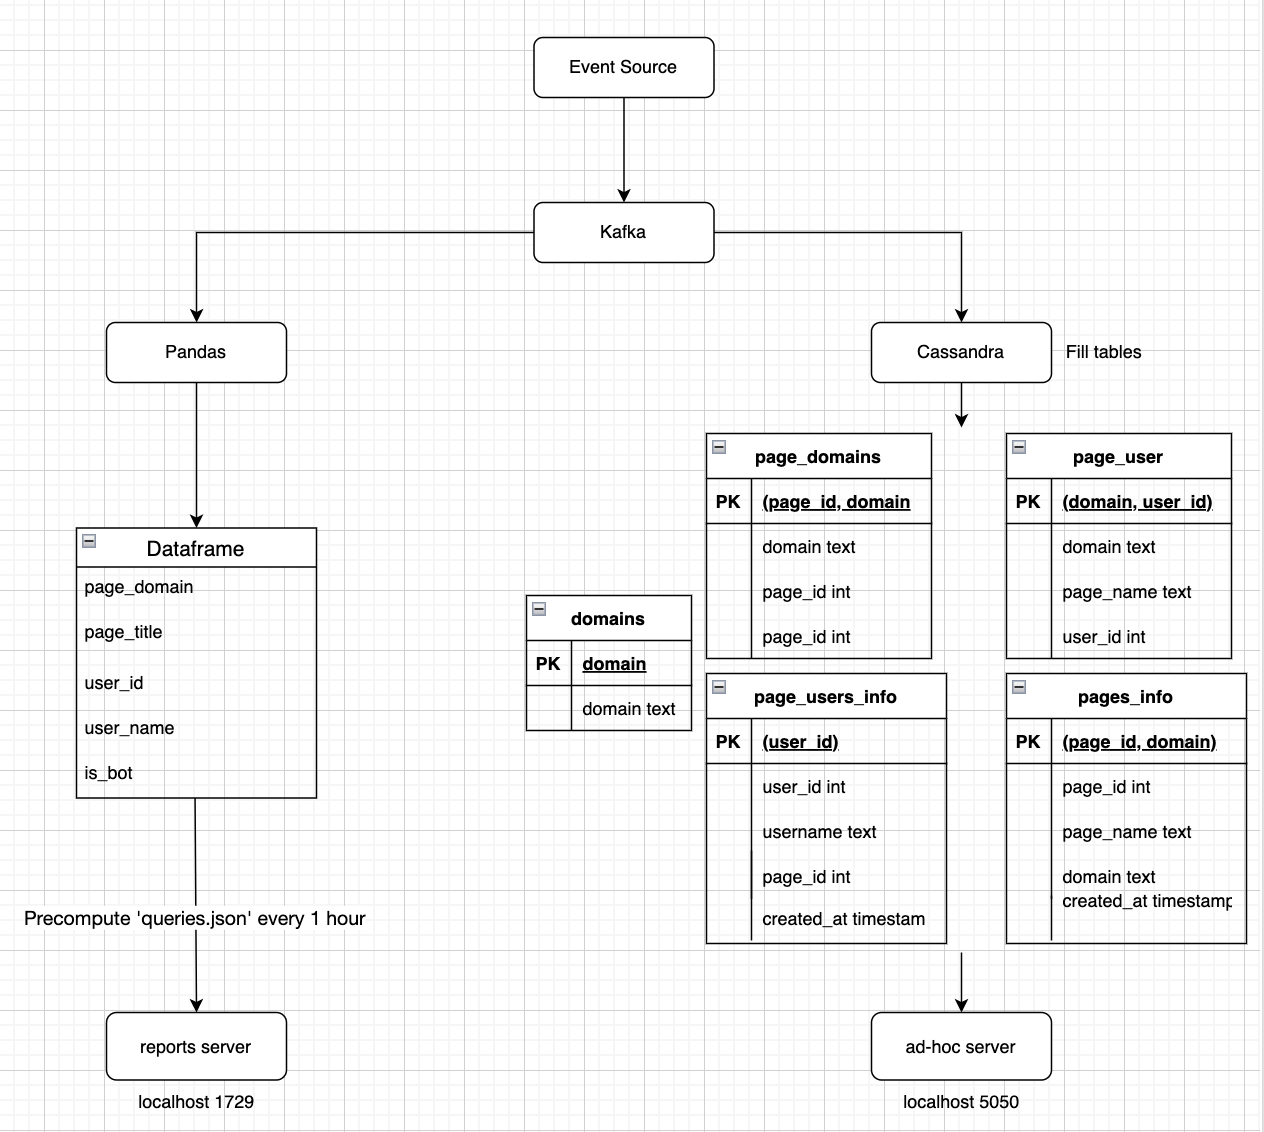 Event Source
Kafka
Pandas
Cassandra
Fill tables
Dataframe
page_domain
page_title
user_id
user_name
is_bot
Precompute 'queries.json' every 1 hour
reports server
localhost 1729
domains
PK domain
domain text
page_domains
PK (page_id, domain
domain text
page_id int
page_id int
page_user
PK (domain, user_id)
domain text
page_name text
user_id int
page_users_info
PK (user_id)
user_id int
username text
page_id int
created_at timestam
pages_info
PK (page_id, domain)
page_id int
page_name text
domain text
created_at timestamp
ad-hoc server
localhost 5050